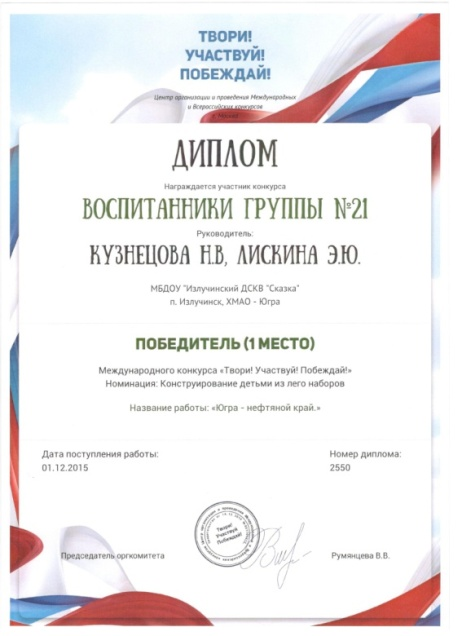 ТВОРИ!
УЧАСТВУЙ!
ПОБЕЖДАЙ!
Центр организации и проведения Международных
и Всероссийских конкурсов
г. Москва
ДИПЛОМ
Награждается участник конкурса
ВОСПИТАННИКИ ГРУППЫ №21
Руководитель:
КУЗНЕЦОВА Н.В, ЛИСКИНА Э.Ю.
МБДОУ "Излучинский ДСКВ "Сказка"
п. Излучинск, ХМАО - Югра
ПОБЕДИТЕЛЬ (1 МЕСТО)
Международного конкурса «Твори! Участвуй! Побеждай!»
Номинация: Конструирование детьми из лего наборов
Название работы: «Югра - нефтяной край.»
Дата поступления работы:
01.12.2015
Номер диплома:
2550
Твори!
Участвуй!
Побеждай!
Председатель оргкомитета
Румянцева В.В.